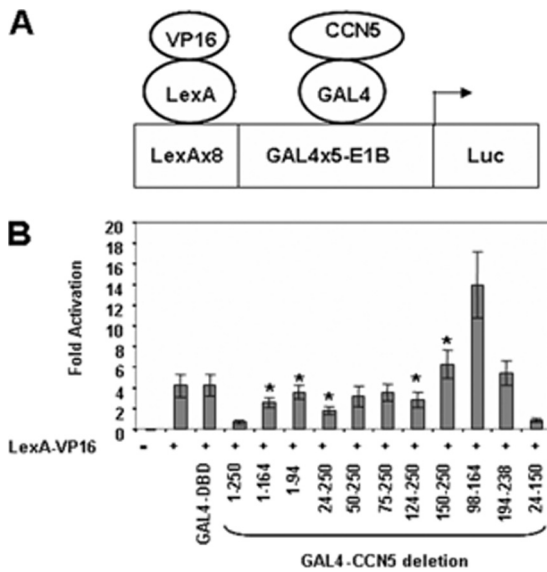 A
VP16
CCN5
LexA
GAL4
LexAx8
GAL4x5-E1B
Luc
B
Fold Activation
20
18
16
14
12
10
8
6
4
2
0
* * * * *
LexA-VP16 - + + + + + + + + + + + + +
GAL4-DBD
1-250
1-164
1-94
24-250
50-250
75-250
124-250
150-250
98-164
194-238
24-150
GAL4-CCN5 deletion